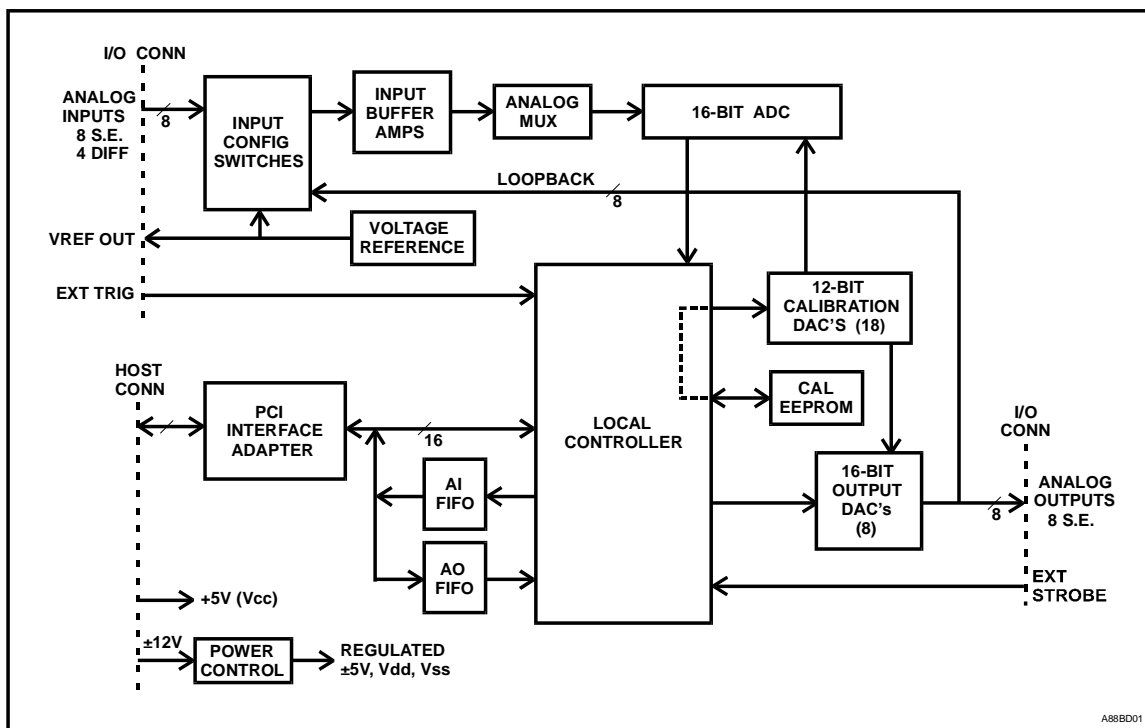 I/O CONN
ANALOG
INPUTS
8 S.E.
4 DIFF
8
INPUT
CONFIG
SWITCHES
INPUT
BUFFER
AMPS
ANALOG
MUX
16-BIT ADC
LOOPBACK
8
VREF OUT
VOLTAGE
REFERENCE
EXT TRIG
12-BIT
CALIBRATION
DAC'S (18)
HOST
CONN
PCI
INTERFACE
ADAPTER
16
LOCAL
CONTROLLER
CAL
EEPROM
I/O
CONN
AI
FIFO
16-BIT
OUTPUT
DAC's
(8)
8
ANALOG
OUTPUTS
8 S.E.
AO
FIFO
EXT
STROBE
+5V (Vcc)
±12V
POWER
CONTROL
REGULATED
±5V, Vdd, Vss
A88BD01